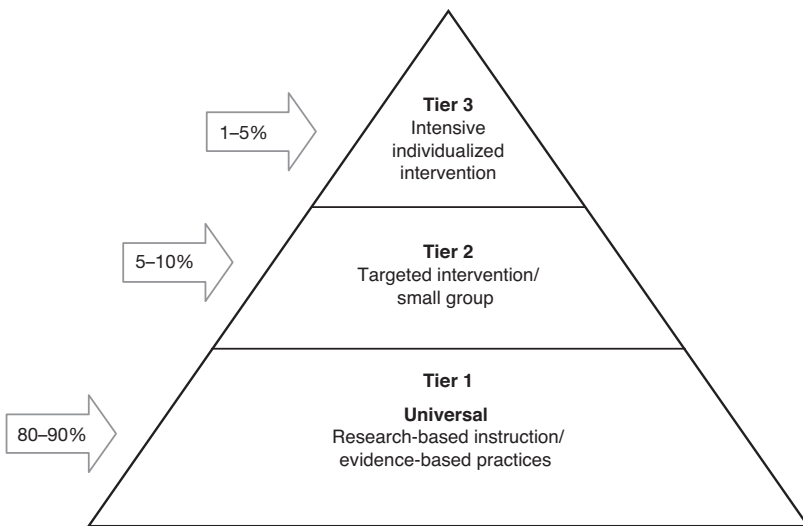 Tier 3
Intensive
individualized
intervention
1–5%
Tier 2
Targeted intervention/
small group
5–10%
Tier 1
Universal
Research-based instruction/
evidence-based practices
80–90%